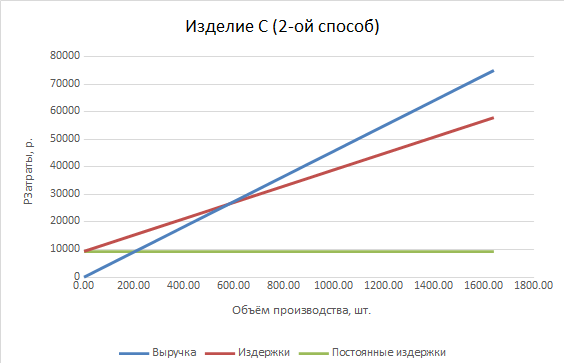 Изделие С (2-ой способ)
80000
70000
60000
50000
40000
30000
20000
10000
0
РЗатраты, р.
0.00 200.00 400.00 600.00 800.00 1000.00 1200.00 1400.00 1600.00 1800.00
Объём производства, шт.
Выручка Издержки Постоянные издержки